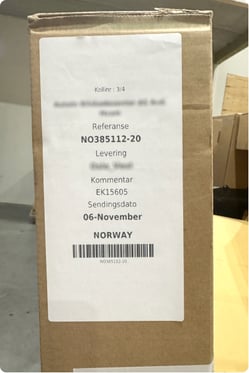 Kollinr : 3/4
Referanse
NO385112-20
Levering
Kommentar
EK15605
Sendingsdato
06-November
NORWAY
NO385112-20